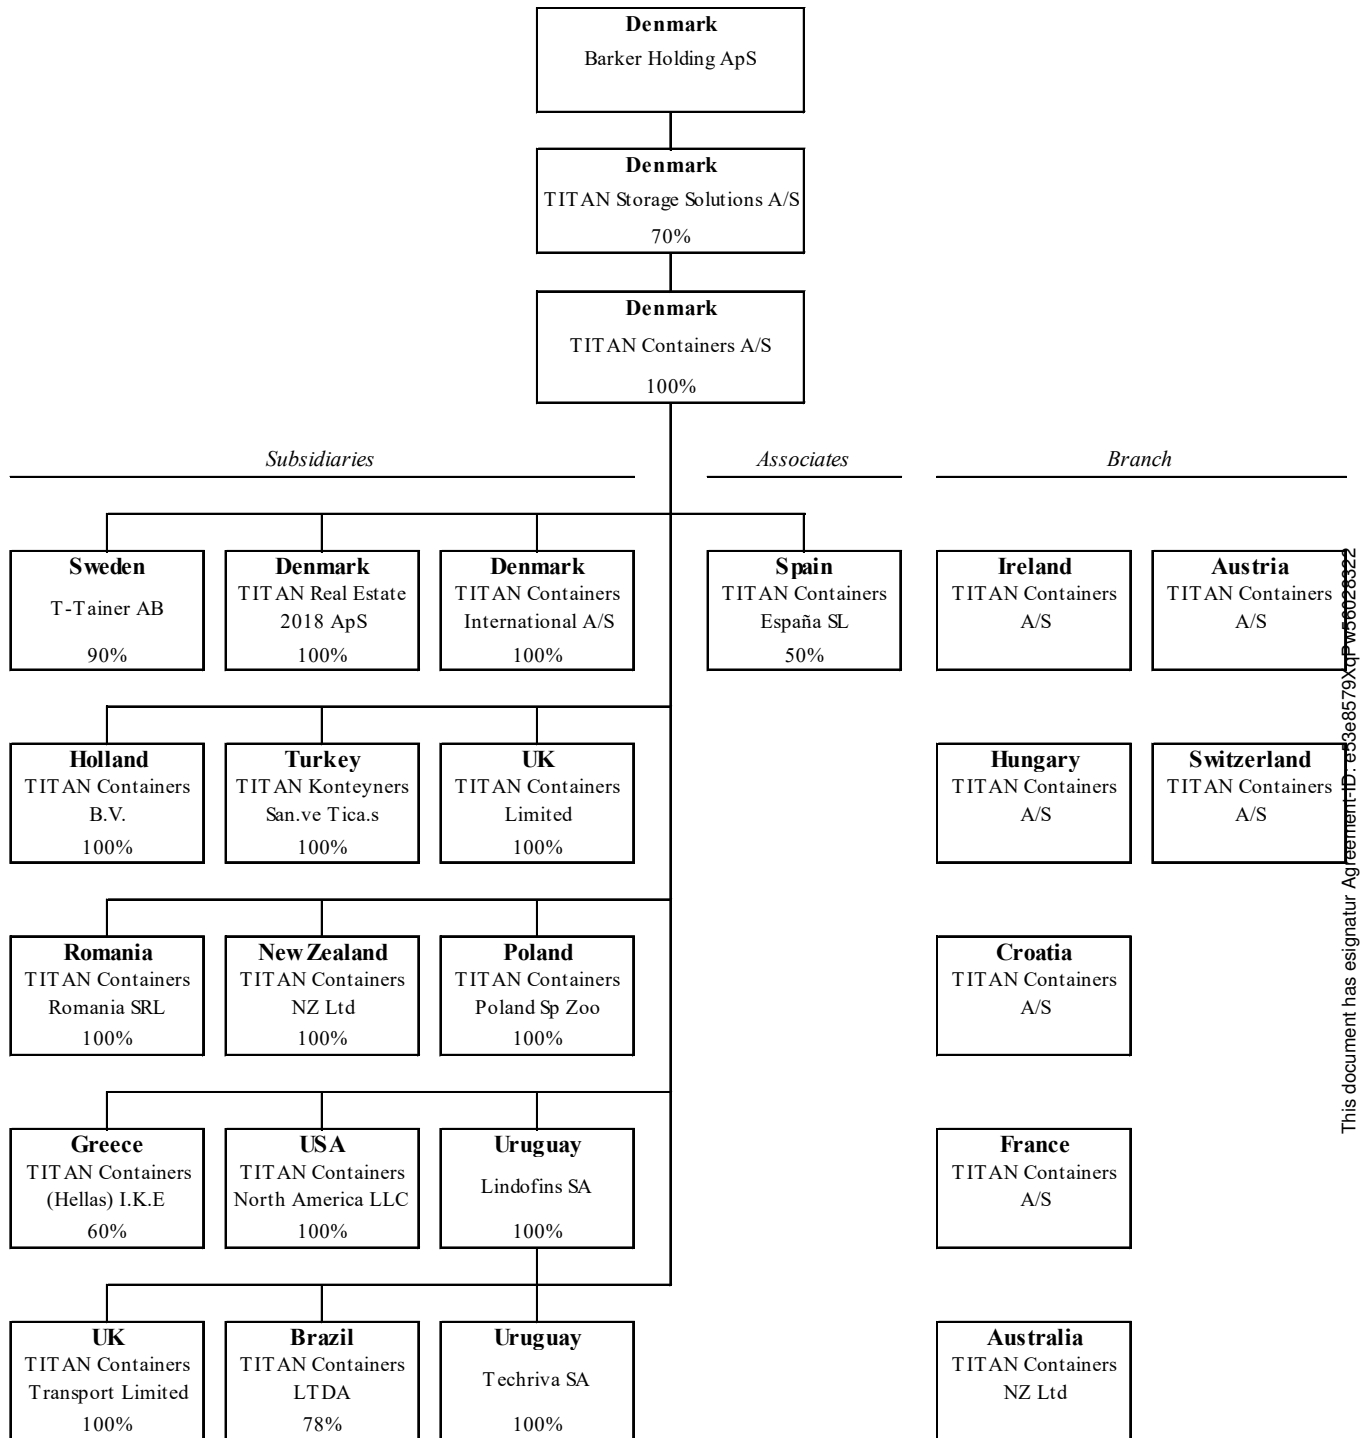 Denmark
Barker Holding ApS
Denmark
TITAN Storage Solutions A/S
70%
Denmark
TITAN Containers A/S
100%
Subsidiaries
Associates
Branch
Sweden
T-Tainer AB
90%
Denmark
TITAN Real Estate
2018 ApS
100%
Denmark
TITAN Containers
International A/S
100%
Spain
TITAN Containers
España SL
50%
Ireland
TITAN Containers
A/S
Austria
TITAN Containers
A/S
Holland
TITAN Containers
B.V.
100%
Turkey
TITAN Konteyners
San.ve Tica.s
100%
UK
TITAN Containers
Limited
100%
Hungary
TITAN Containers
A/S
Switzerland
TITAN Containers
A/S
Romania
TITAN Containers
Romania SRL
100%
New Zealand
TITAN Containers
NZ Ltd
100%
Poland
TITAN Containers
Poland Sp Zoo
100%
Croatia
TITAN Containers
A/S
Greece
TITAN Containers
(Hellas) I.K.E
60%
USA
TITAN Containers
North America LLC
100%
Uruguay
Lindofins SA
100%
France
TITAN Containers
A/S
UK
TITAN Containers
Transport Limited
100%
Brazil
TITAN Containers
LTDA
78%
Uruguay
Techriva SA
100%
Australia
TITAN Containers
NZ Ltd
This document has esignatur Agreement-ID: e53e8579XqPw56028322